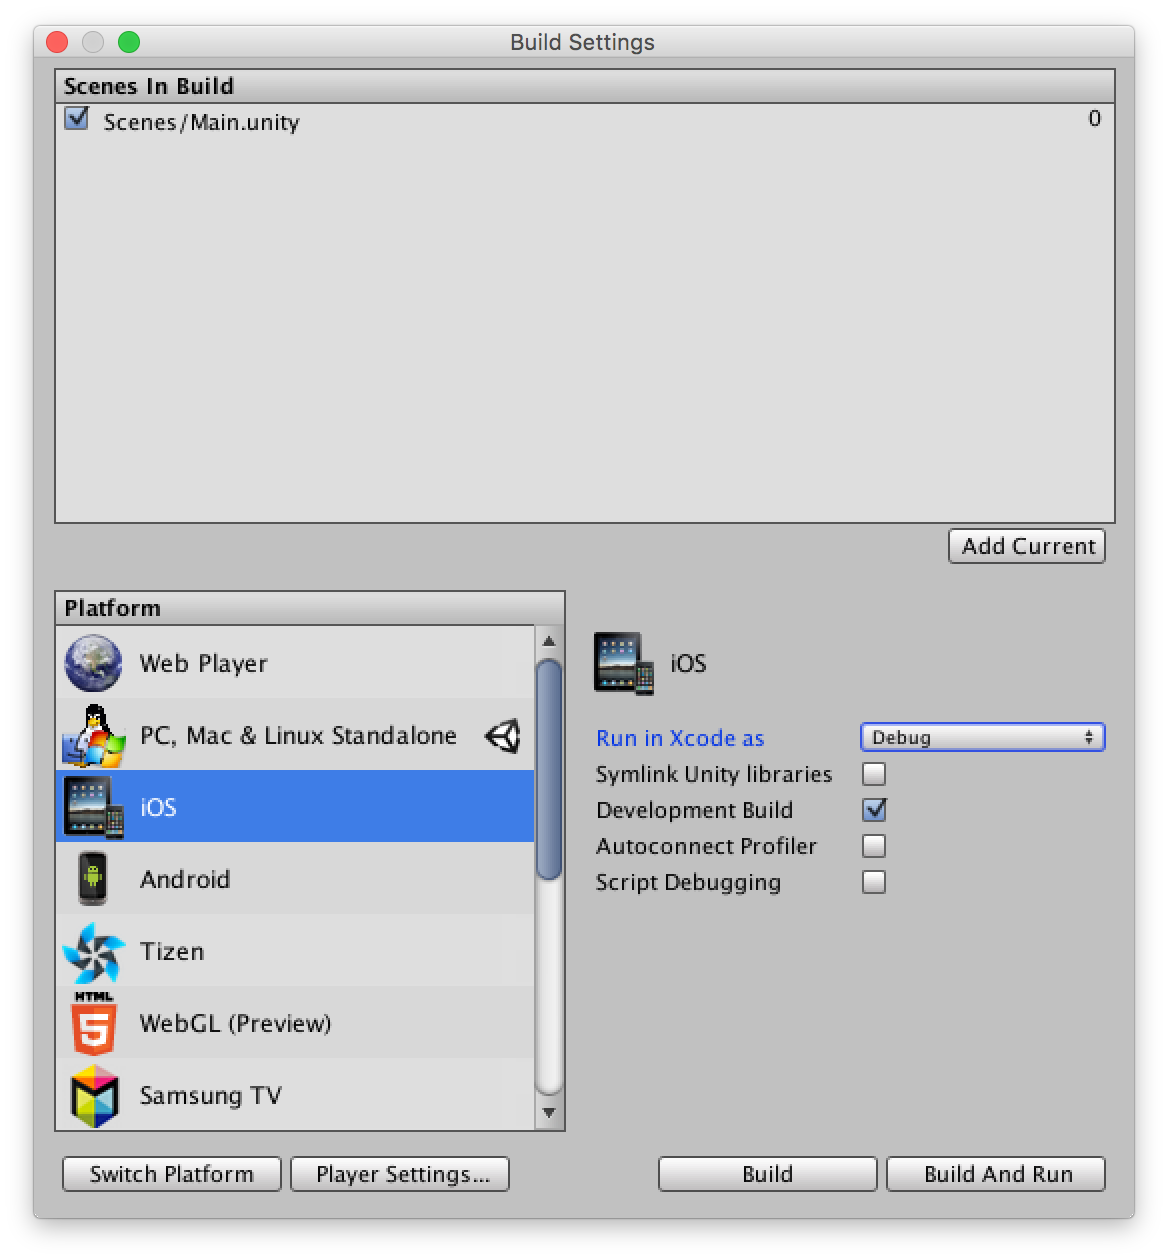 Build Settings
Scenes In Build
Scenes/Main.unity 0
Add Current
Platform
Web Player
PC, Mac & Linux Standalone
iOS
Android
Tizen
HTML
5
WebGL (Preview)
Samsung TV
iOS
Run in Xcode as Debug
Symlink Unity libraries
Development Build
Autoconnect Profiler
Script Debugging
Switch Platform Player Settings... Build Build And Run